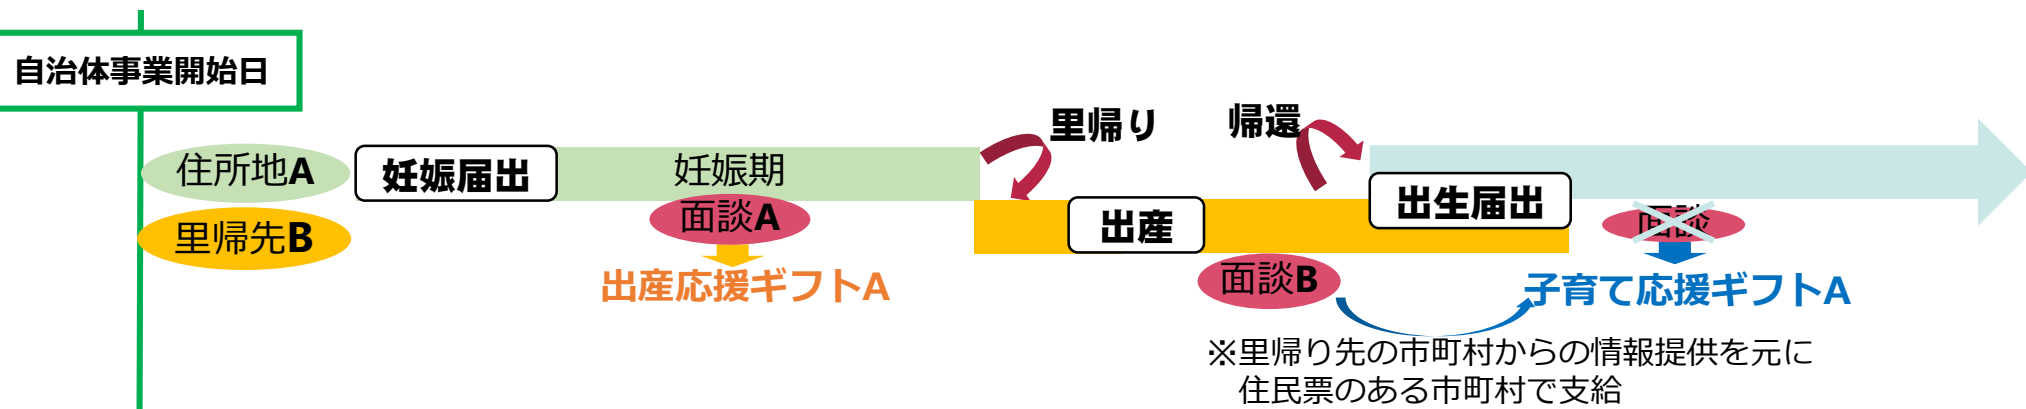 自治体事業開始日
里帰り
帰還
住所地A
妊娠届出
妊娠期
面談A
出産応援ギフトA
里帰先B
出産
面談B
出生届出
面談
子育て応援ギフトA
※里帰り先の市町村からの情報提供を元に
住民票のある市町村で支給